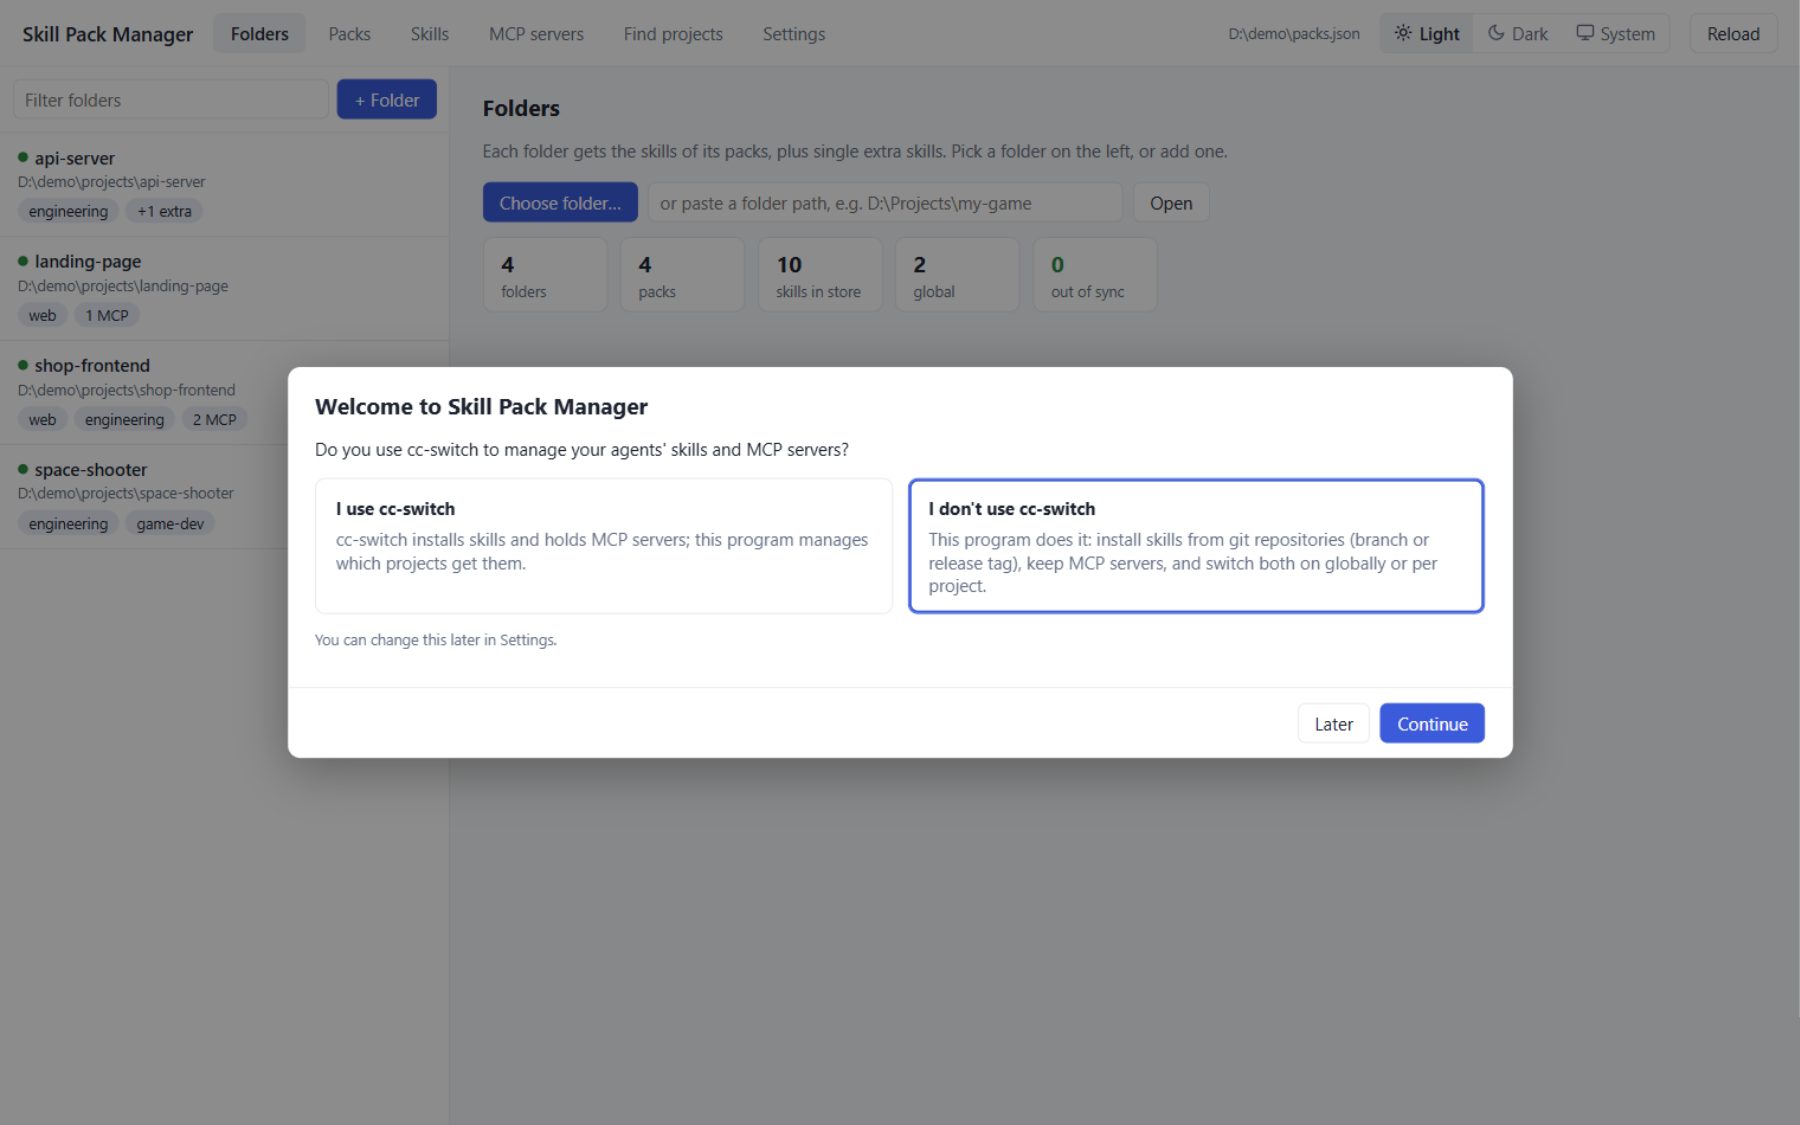 Skill Pack Manager
Folders
Packs
Skills
MCP servers
Find projects
Settings
D:\demo\packs.json
Light
Dark
System
Reload
Filter folders
+ Folder
api-server
D:\demo\projects\api-server
engineering
+1 extra
landing-page
D:\demo\projects\landing-page
web
1 MCP
shop-frontend
D:\demo\projects\shop-frontend
web
engineering
2 MCP
space-shooter
D:\demo\projects\space-shooter
engineering
game-dev
Folders
Each folder gets the skills of its packs, plus single extra skills. Pick a folder on the left, or add one.
Choose folder...
or paste a folder path, e.g. D:\Projects\my-game
Open
4
folders
4
packs
10
skills in store
2
global
0
out of sync
Welcome to Skill Pack Manager
Do you use cc-switch to manage your agents' skills and MCP servers?
I use cc-switch
cc-switch installs skills and holds MCP servers; this program manages
which projects get them.
I don't use cc-switch
This program does it: install skills from git repositories (branch or
release tag), keep MCP servers, and switch both on globally or per
project.
You can change this later in Settings.
Later
Continue